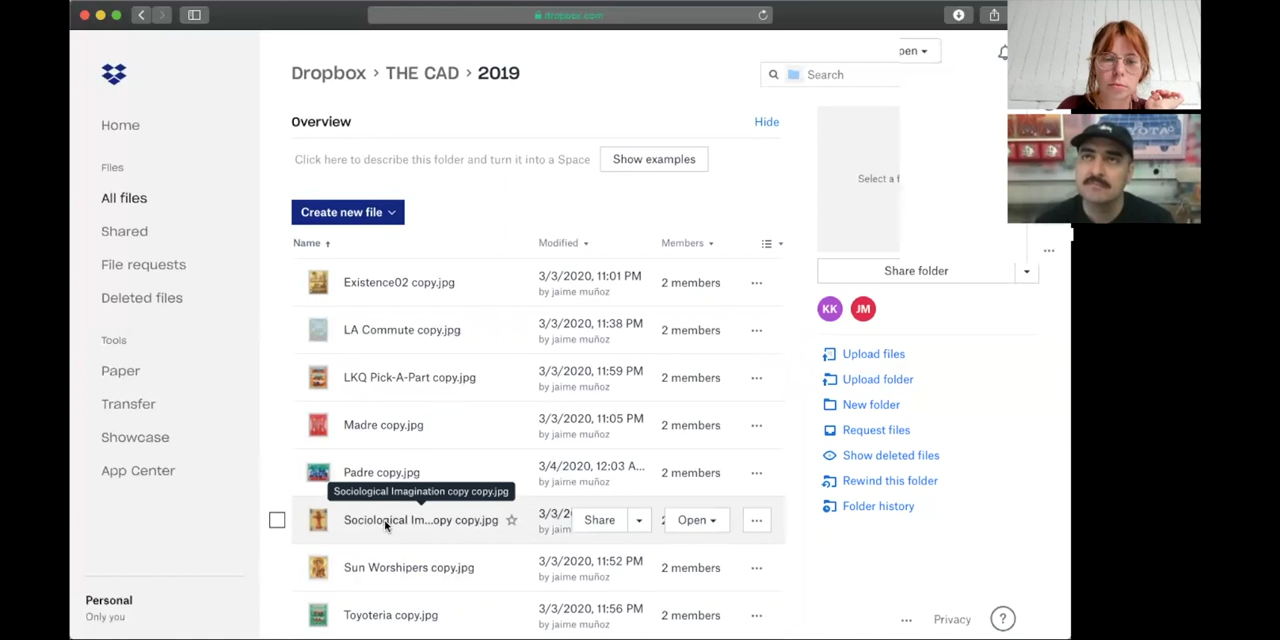 dropbox.com
Dropbox > THE CAD > 2019
pen
Search
Overview
Hide
Click here to describe this folder and turn it into a Space
Show examples
Create new file
Name
Modified
Members
Existence02 copy.jpg
3/3/2020, 11:01 PM
by jaime muñoz
2 members
LA Commute copy.jpg
3/3/2020, 11:38 PM
by jaime muñoz
2 members
LKQ Pick-A-Part copy.jpg
3/3/2020, 11:59 PM
by jaime muñoz
2 members
Madre copy.jpg
3/3/2020, 11:05 PM
by jaime muñoz
2 members
Padre copy.jpg
3/4/2020, 12:03 A...
by jaime muñoz
2 members
Sociological Imagination copy copy.jpg
Sociological Im...opy copy.jpg
3/3/2
by jaim
Share
Open
Sun Worshipers copy.jpg
3/3/2020, 11:52 PM
by jaime muñoz
2 members
Toyoteria copy.jpg
3/3/2020, 11:56 PM
by jaime muñoz
2 members
Home
Files
All files
Shared
File requests
Deleted files
Tools
Paper
Transfer
Showcase
App Center
Personal
Only you
Select a f
Share folder
KK
JM
Upload files
Upload folder
New folder
Request files
Show deleted files
Rewind this folder
Folder history
Privacy
?